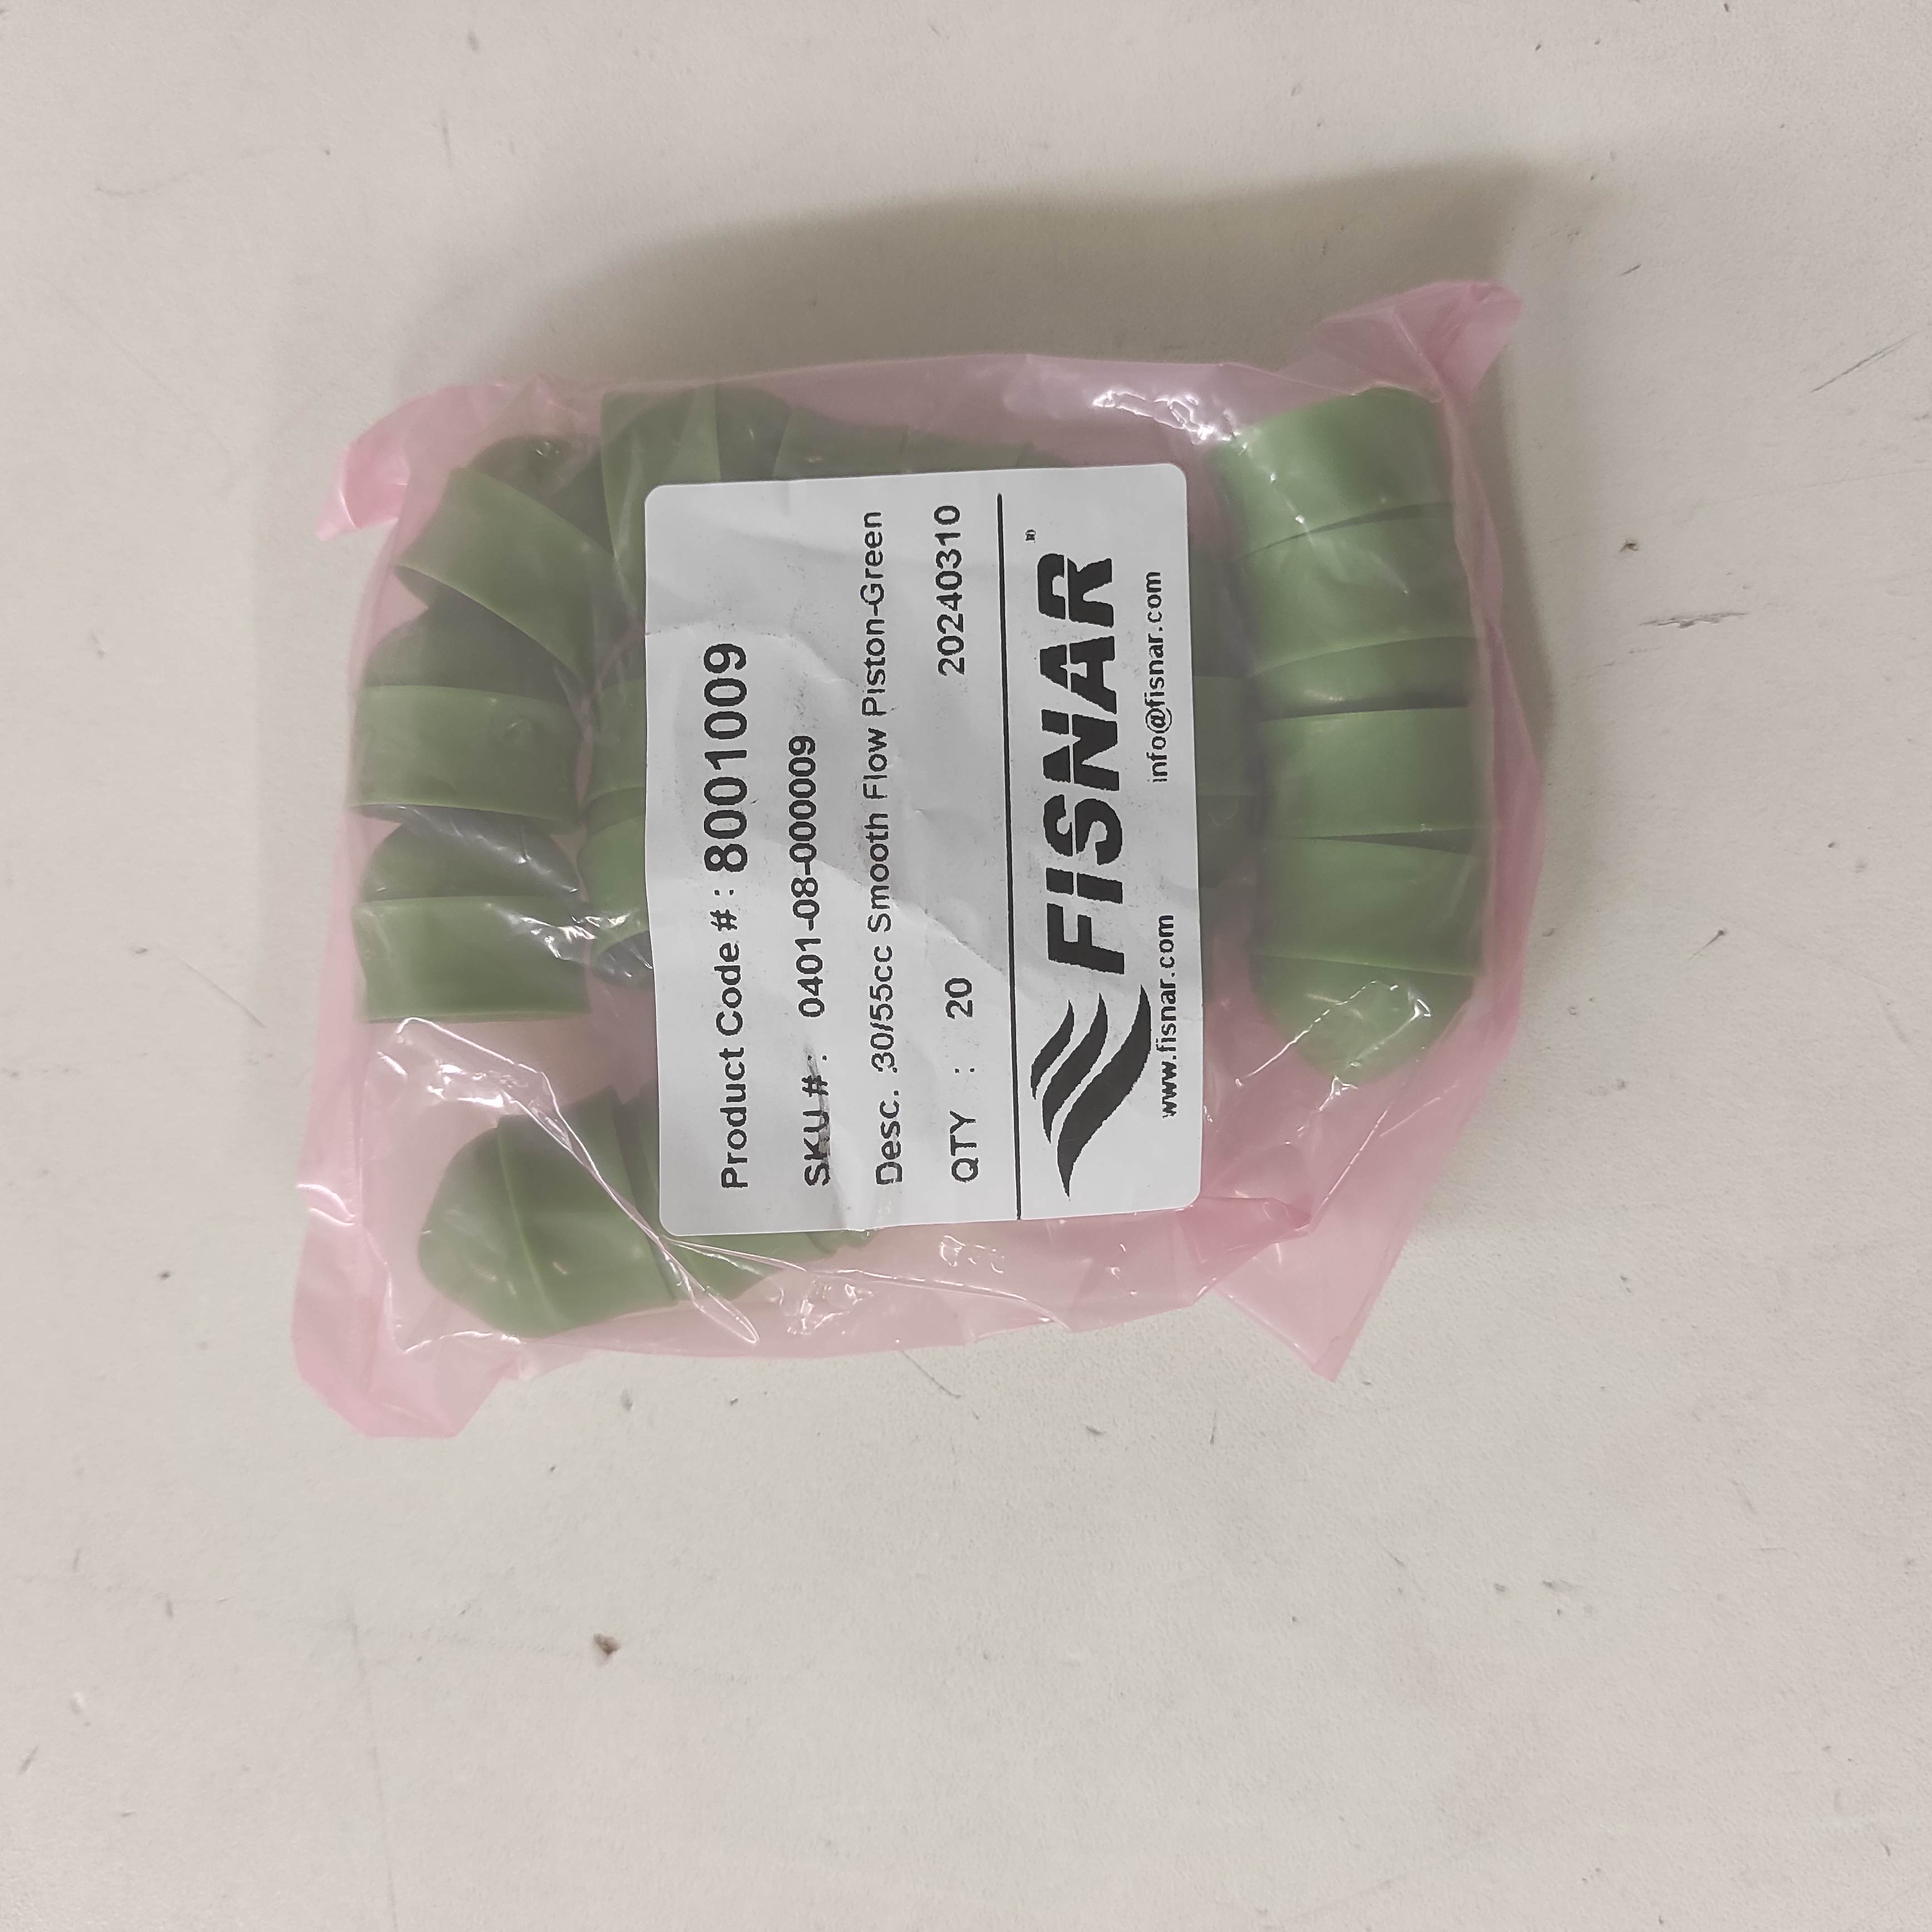 Product Code # : 8001009
SKU# : 0401-08-000009
Desc. :30/55cc Smooth Flow Piston-Green
QTY : 20 20240310
FISNAR®
www.fisnar.com info@fisnar.com